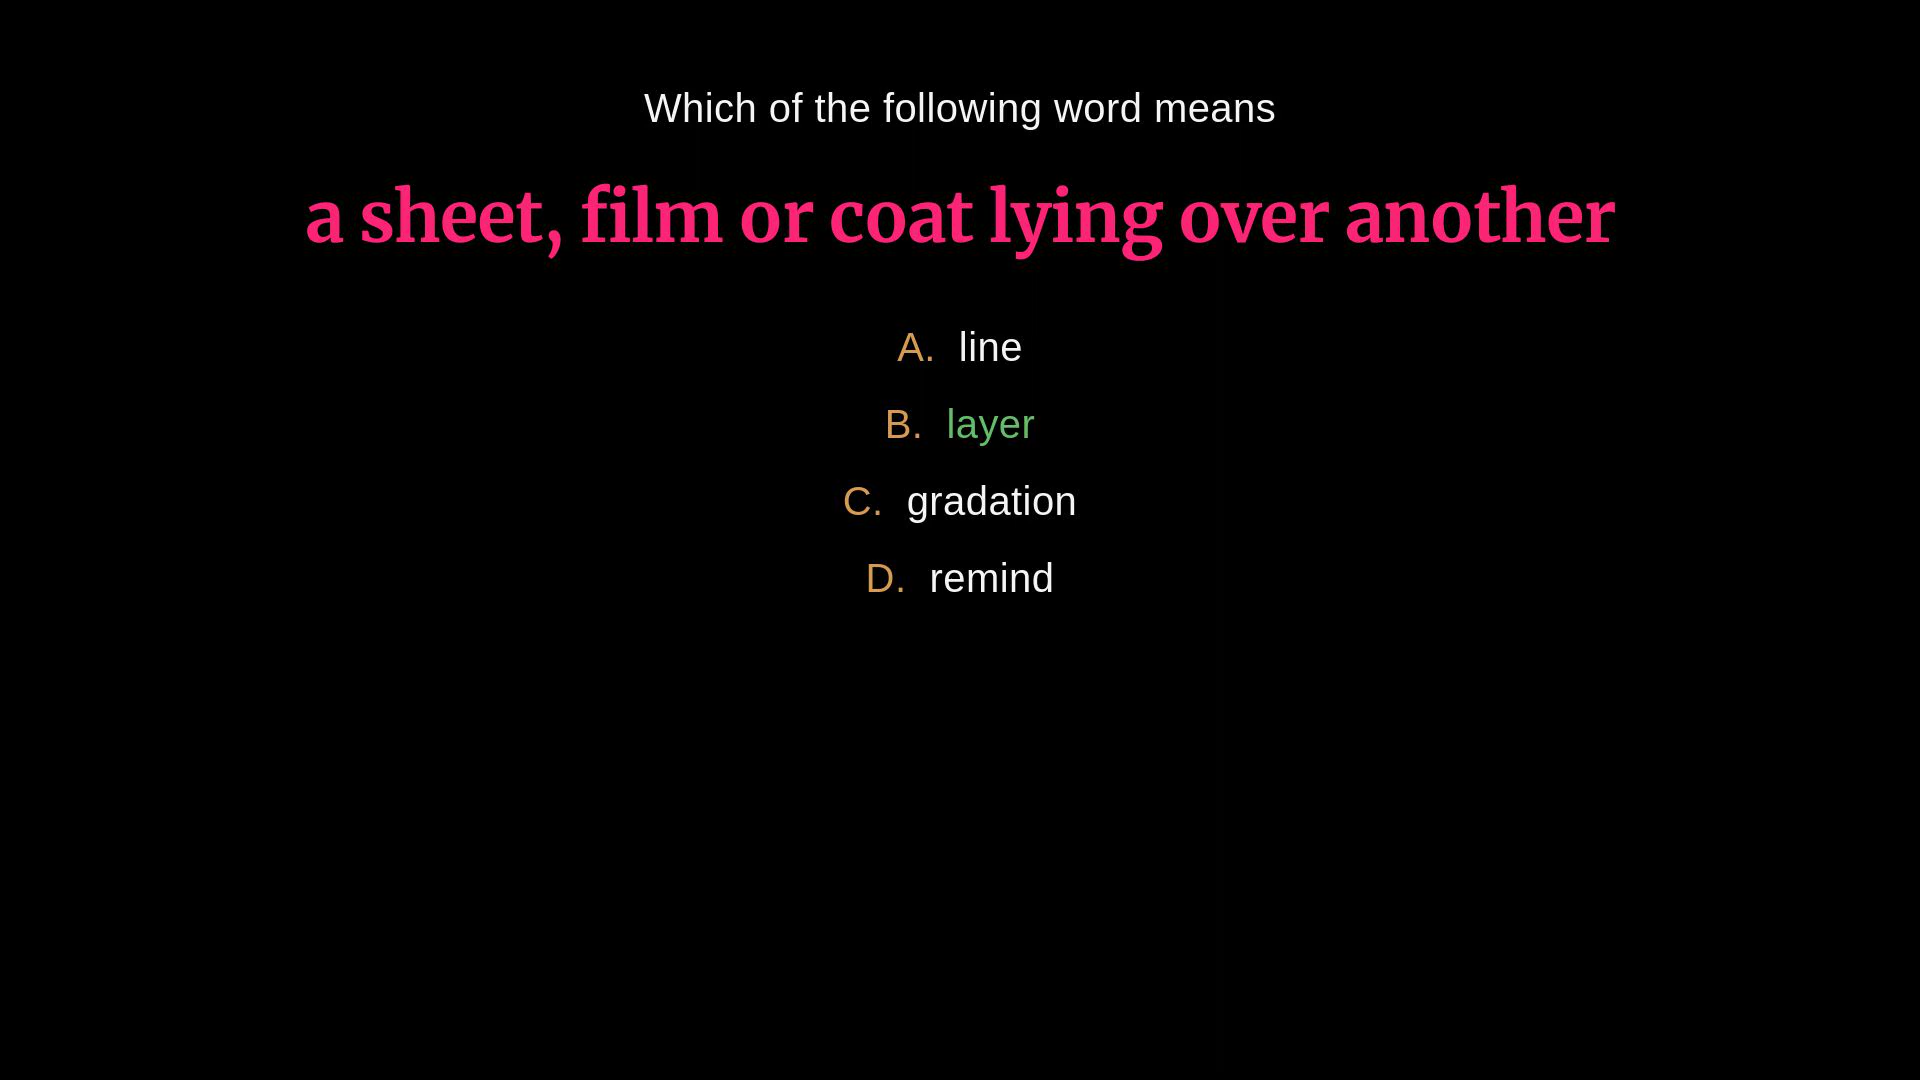 Which of the following word means
a sheet, film or coat lying over another
A. line
B. layer
C. gradation
D. remind